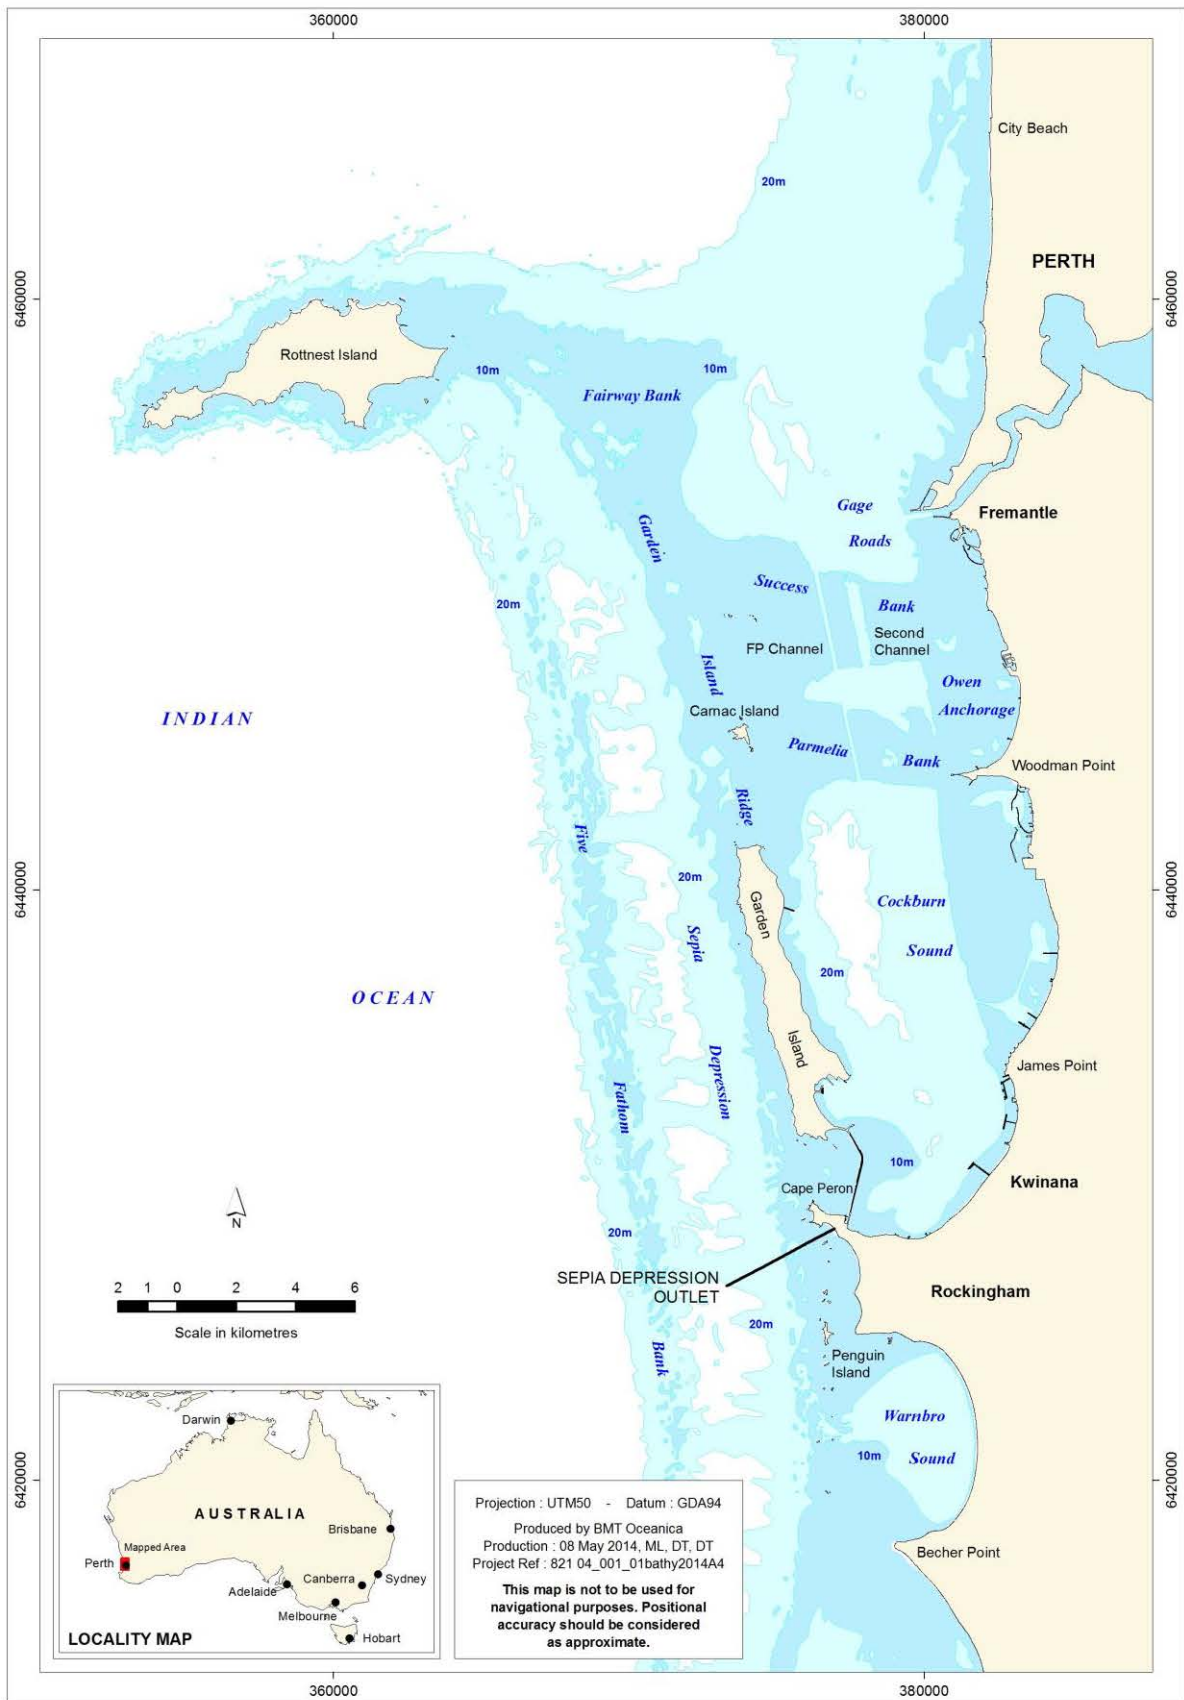 360000
380000
City Beach
20m
PERTH
6460000
6460000
Rottnest Island
10m
10m
Fairway Bank
Gage
Roads
Fremantle
Garden
Island
Ridge
Success
Bank
20m
FP Channel
Second
Channel
Owen
Anchorage
INDIAN
Carnac Island
Parmelia
Bank
Woodman Point
Five
Fathom
Bank
20m
6440000
6440000
Garden
Island
Cockburn
Sound
Sepia
Depression
20m
OCEAN
James Point
10m
Cape Peron
Kwinana
N
20m
SEPIA DEPRESSION
OUTLET
Rockingham
2 1 0 2 4 6
Scale in kilometres
20m
Penguin
Island
Warnbro
Sound
10m
6420000
6420000
Becher Point
Darwin
AUSTRALIA
Brisbane
Mapped Area
Perth
Adelaide
Canberra
Sydney
Melbourne
Hobart
LOCALITY MAP
Projection : UTM50 - Datum : GDA94
Produced by BMT Oceanica
Production : 08 May 2014, ML, DT, DT
Project Ref : 821 04_001_01bathy2014A4
This map is not to be used for
navigational purposes. Positional
accuracy should be considered
as approximate.
360000
380000